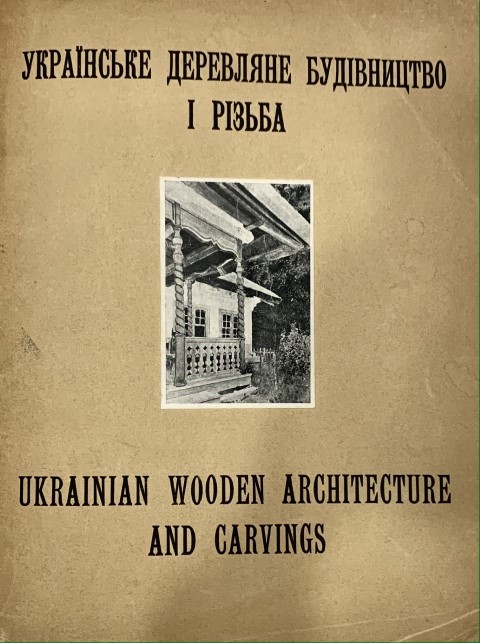 УКРАЇНСЬКЕ ДЕРЕВЛЯНЕ БУДІВНИЦТВО
І РІЗЬБА
UKRAINIAN WOODEN ARCHITECTURE
AND CARVINGS